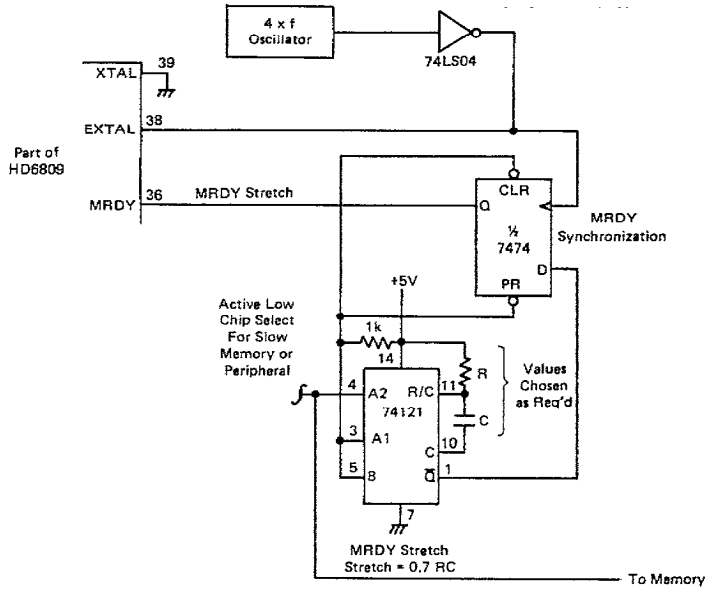 4 x f
Oscillator
74LS04
39
XTAL
38
EXTAL
Part of
HD6809
36
MRDY
MRDY Stretch
CLR
Q
½
7474
D
PR
MRDY
Synchronization
+5V
Active Low
Chip Select
For Slow
Memory or
Peripheral
1k
14
R
Values
Chosen
as Req'd
4
A2
R/C
11
74121
C
3
A1
10
C
5
B
Q̅
1
7
MRDY Stretch
Stretch = 0.7 RC
To Memory